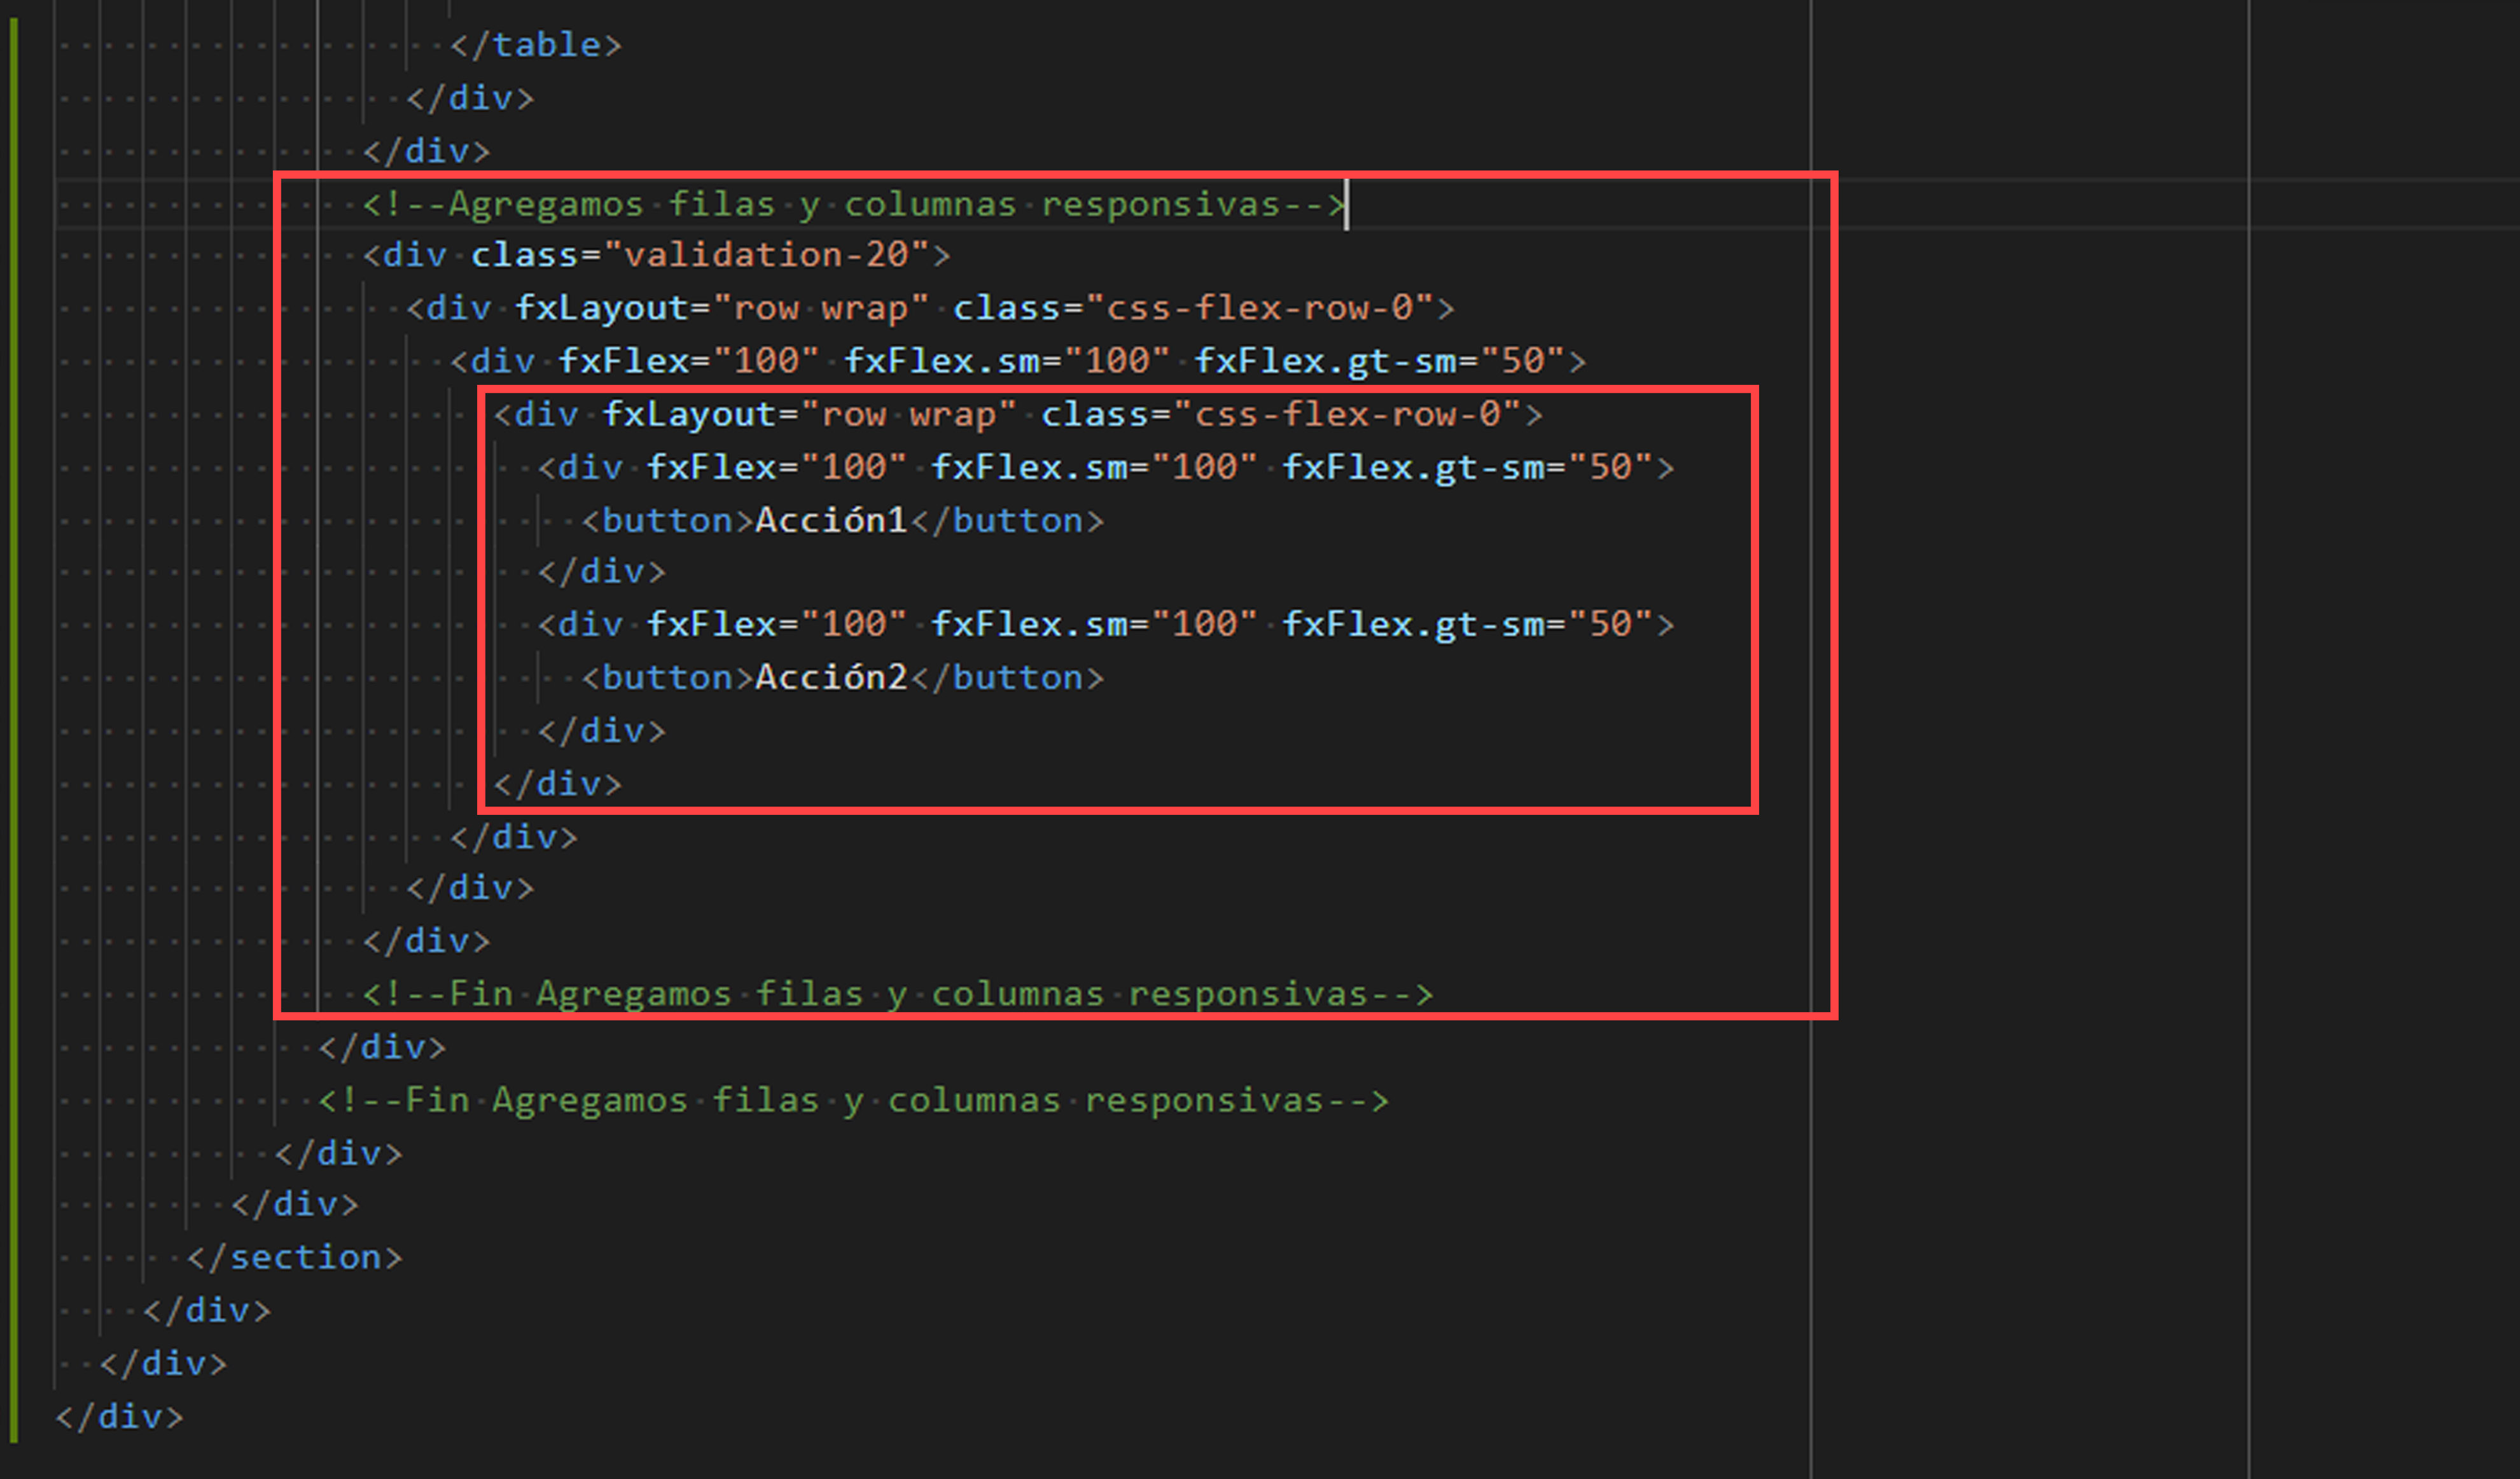 </table>
</div>
</div>
<!--Agregamos filas y columnas responsivas-->
<div class="validation-20">
<div fxLayout="row wrap" class="css-flex-row-0">
<div fxFlex="100" fxFlex.sm="100" fxFlex.gt-sm="50">
<div fxLayout="row wrap" class="css-flex-row-0">
<div fxFlex="100" fxFlex.sm="100" fxFlex.gt-sm="50">
<button>Acción1</button>
</div>
<div fxFlex="100" fxFlex.sm="100" fxFlex.gt-sm="50">
<button>Acción2</button>
</div>
</div>
</div>
</div>
</div>
<!--Fin Agregamos filas y columnas responsivas-->
</div>
<!--Fin Agregamos filas y columnas responsivas-->
</div>
</div>
</section>
</div>
</div>
</div>